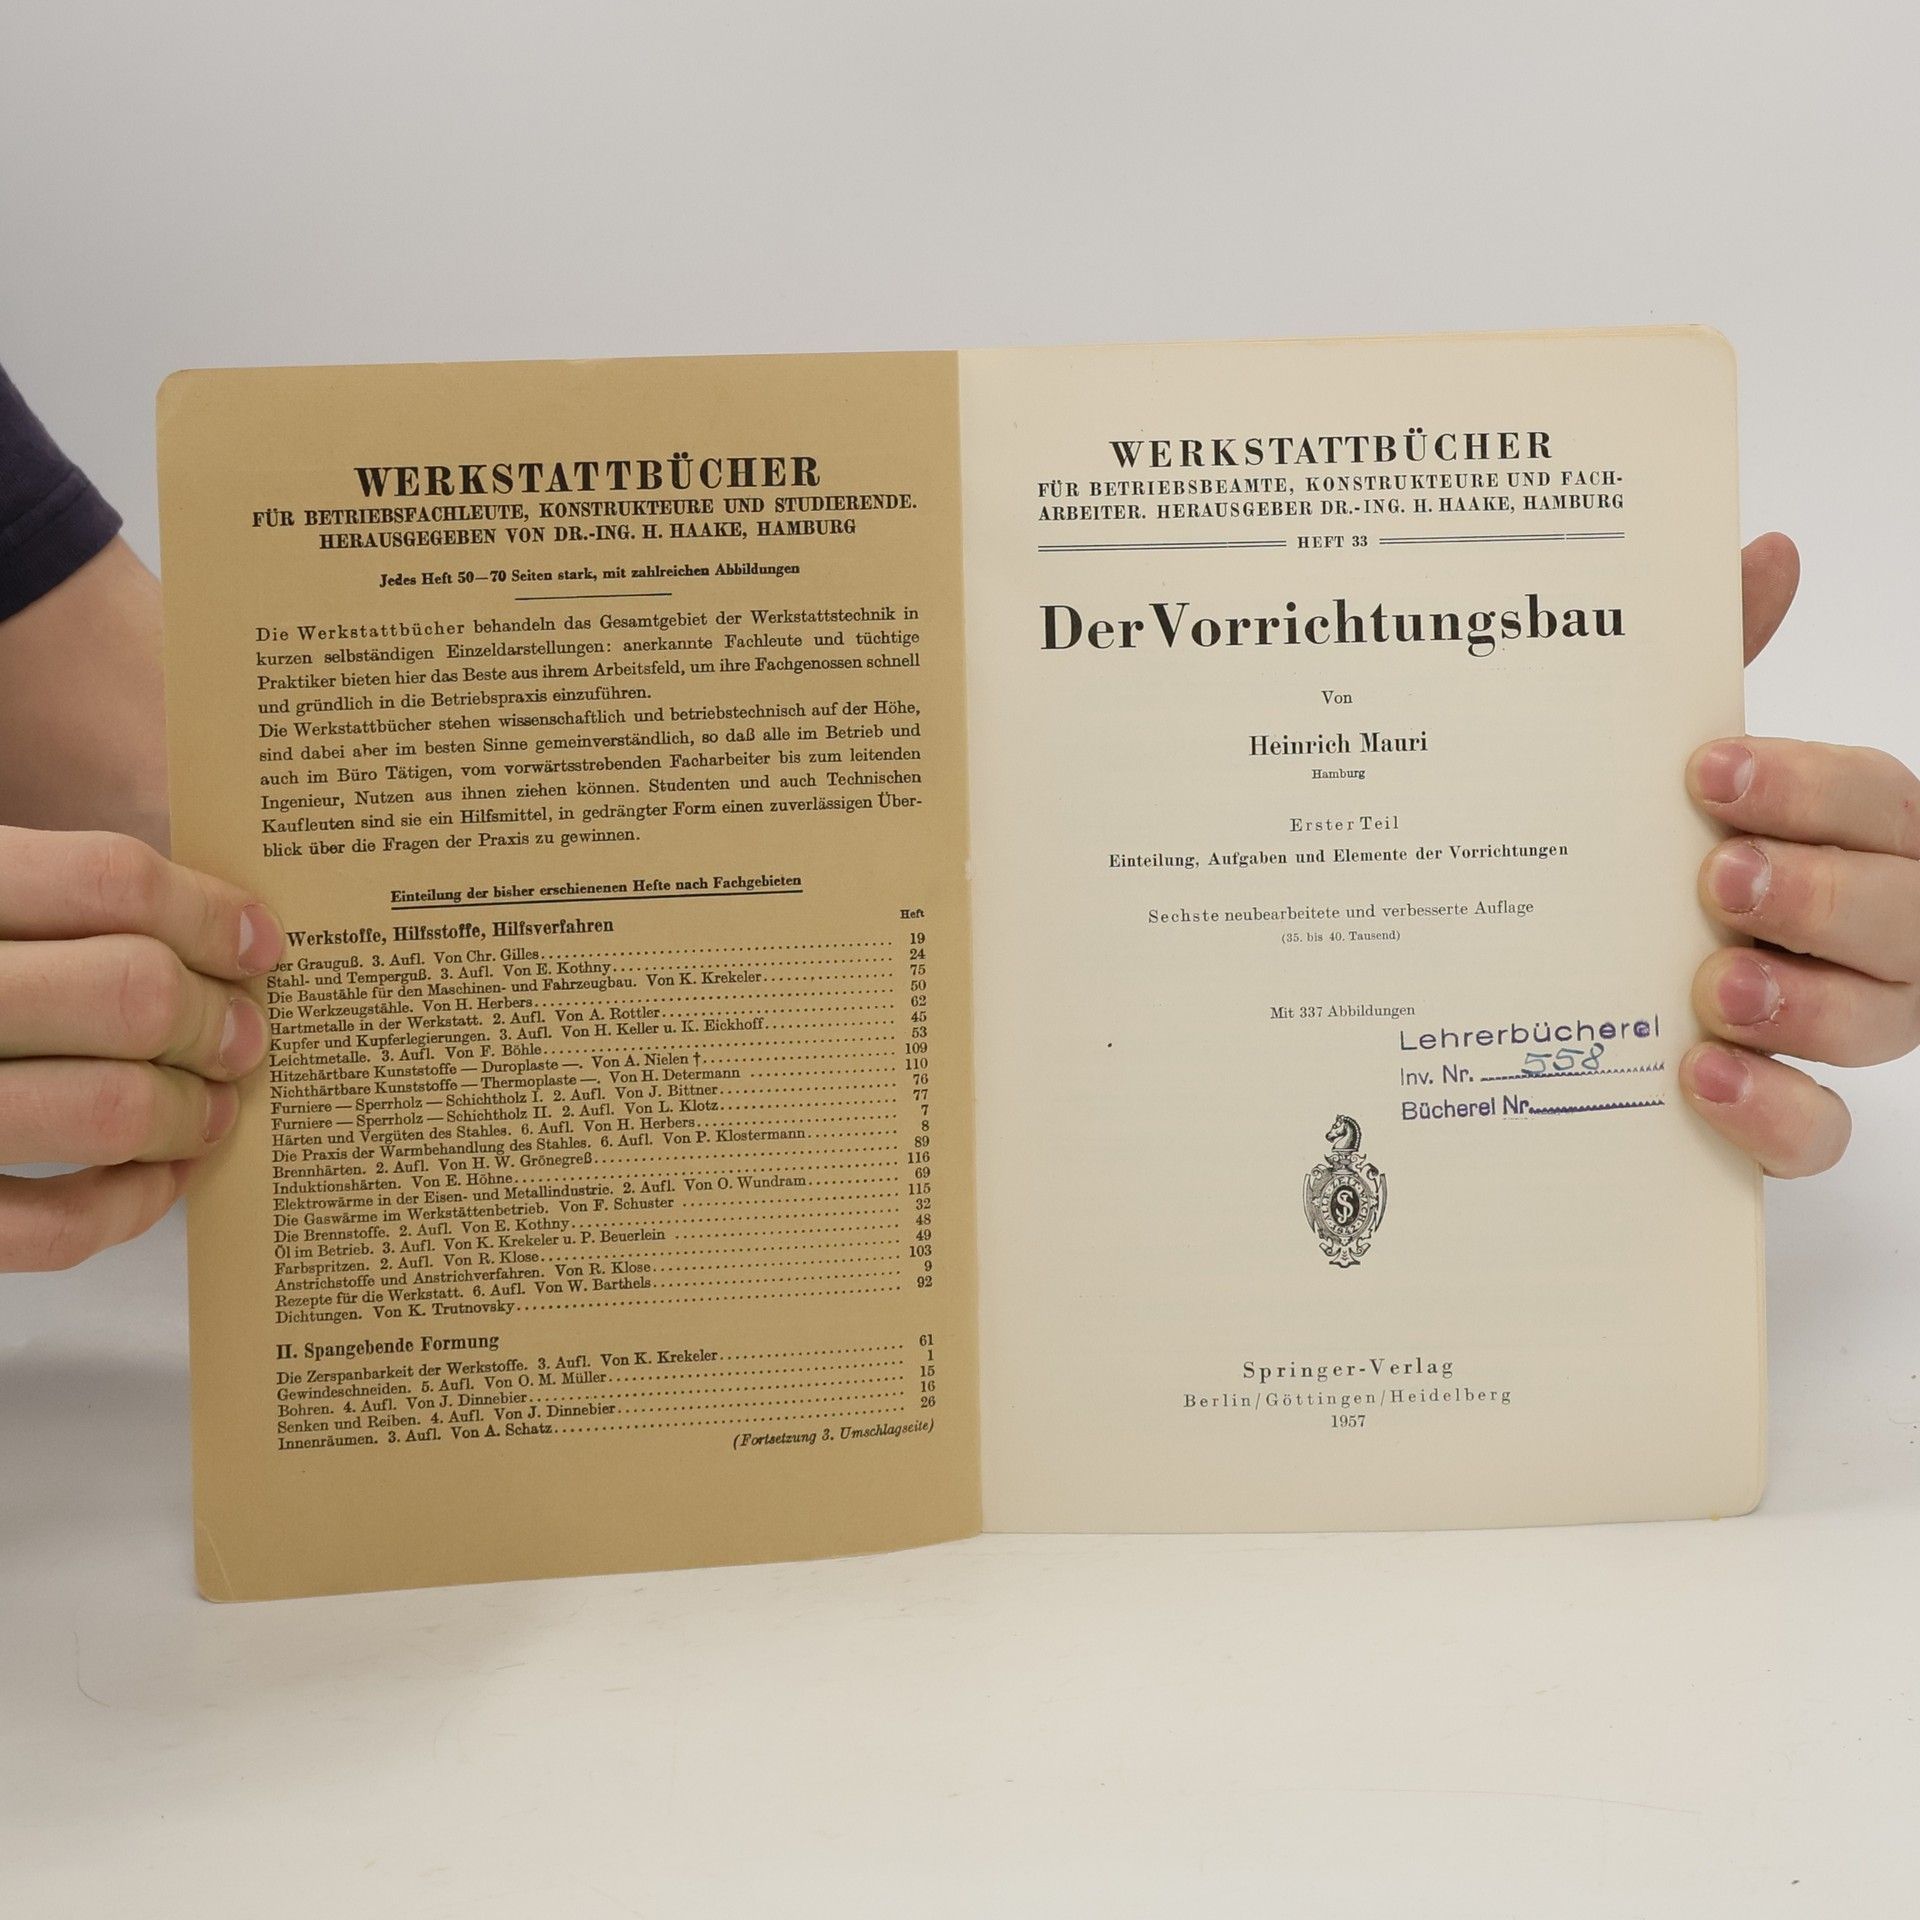 WERKSTATTBÜCHER
FÜR BETRIEBSFACHLEUTE, KONSTRUKTEURE UND STUDIERENDE.
HERAUSGEGEBEN VON DR.-ING. H. HAAKE, HAMBURG
Jedes Heft 50—70 Seiten stark, mit zahlreichen Abbildungen
Die Werkstattbücher behandeln das Gesamtgebiet der Werkstattstechnik in
kurzen selbständigen Einzeldarstellungen: anerkannte Fachleute und tüchtige
Praktiker bieten hier das Beste aus ihrem Arbeitsfeld, um ihre Fachgenossen schnell
und gründlich in die Betriebspraxis einzuführen.
Die Werkstattbücher stehen wissenschaftlich und betriebstechnisch auf der Höhe,
sind dabei aber im besten Sinne gemeinverständlich, so daß alle im Betrieb und
auch im Büro Tätigen, vom vorwärtsstrebenden Facharbeiter bis zum leitenden
Ingenieur, Nutzen aus ihnen ziehen können. Studenten und auch Technischen
Kaufleuten sind sie ein Hilfsmittel, in gedrängter Form einen zuverlässigen Über-
blick über die Fragen der Praxis zu gewinnen.
Einteilung der bisher erschienenen Hefte nach Fachgebieten
Werkstoffe, Hilfsstoffe, Hilfsverfahren Heft
Der Grauguß. 3. Aufl. Von Chr. Gilles 19
Stahl- und Temperguß. 3. Aufl. Von E. Kothny 24
Die Baustähle für den Maschinen- und Fahrzeugbau. Von K. Krekeler 75
Die Werkzeugstähle. Von H. Herbers 50
Hartmetalle in der Werkstatt. 2. Aufl. Von A. Rottler 62
Kupfer und Kupferlegierungen. 3. Aufl. Von H. Keller u. K. Eickhoff 45
Leichtmetalle. 3. Aufl. Von F. Böhle 53
Hitzehärtbare Kunststoffe — Duroplaste —. Von A. Nielen † 109
Nichthärtbare Kunststoffe — Thermoplaste —. Von H. Determann 110
Furniere — Sperrholz — Schichtholz I. 2. Aufl. Von J. Bittner 76
Furniere — Sperrholz — Schichtholz II. 2. Aufl. Von L. Klotz 77
Härten und Vergüten des Stahles. 6. Aufl. Von H. Herbers 7
Die Praxis der Warmbehandlung des Stahles. 6. Aufl. Von P. Klostermann 8
Brennhärten. 2. Aufl. Von H. W. Grönegreß 89
Induktionshärten. Von E. Höhne 116
Elektrowärme in der Eisen- und Metallindustrie. 2. Aufl. Von O. Wundram 69
Die Gaswärme im Werkstättenbetrieb. Von F. Schuster 115
Die Brennstoffe. 2. Aufl. Von E. Kothny 32
Öl im Betrieb. 3. Aufl. Von K. Krekeler u. P. Beuerlein 48
Farbspritzen. 2. Aufl. Von R. Klose 49
Anstrichstoffe und Anstrichverfahren. Von R. Klose 103
Rezepte für die Werkstatt. 6. Aufl. Von W. Barthels 9
Dichtungen. Von K. Trutnovsky 92
II. Spangebende Formung
Die Zerspanbarkeit der Werkstoffe. 3. Aufl. Von K. Krekeler 61
Gewindeschneiden. 5. Aufl. Von O. M. Müller 1
Bohren. 4. Aufl. Von J. Dinnebier 15
Senken und Reiben. 4. Aufl. Von J. Dinnebier 16
Innenräumen. 3. Aufl. Von A. Schatz 26
(Fortsetzung 3. Umschlagseite)
WERKSTATTBÜCHER
FÜR BETRIEBSBEAMTE, KONSTRUKTEURE UND FACH-
ARBEITER. HERAUSGEBER DR.-ING. H. HAAKE, HAMBURG
HEFT 33
Der Vorrichtungsbau
Von
Heinrich Mauri
Hamburg
Erster Teil
Einteilung, Aufgaben und Elemente der Vorrichtungen
Sechste neubearbeitete und verbesserte Auflage
(35. bis 40. Tausend)
Mit 337 Abbildungen
Lehrerbücherei
Inv. Nr. 558
Bücherei Nr.
Springer-Verlag
Berlin/Göttingen/Heidelberg
1957